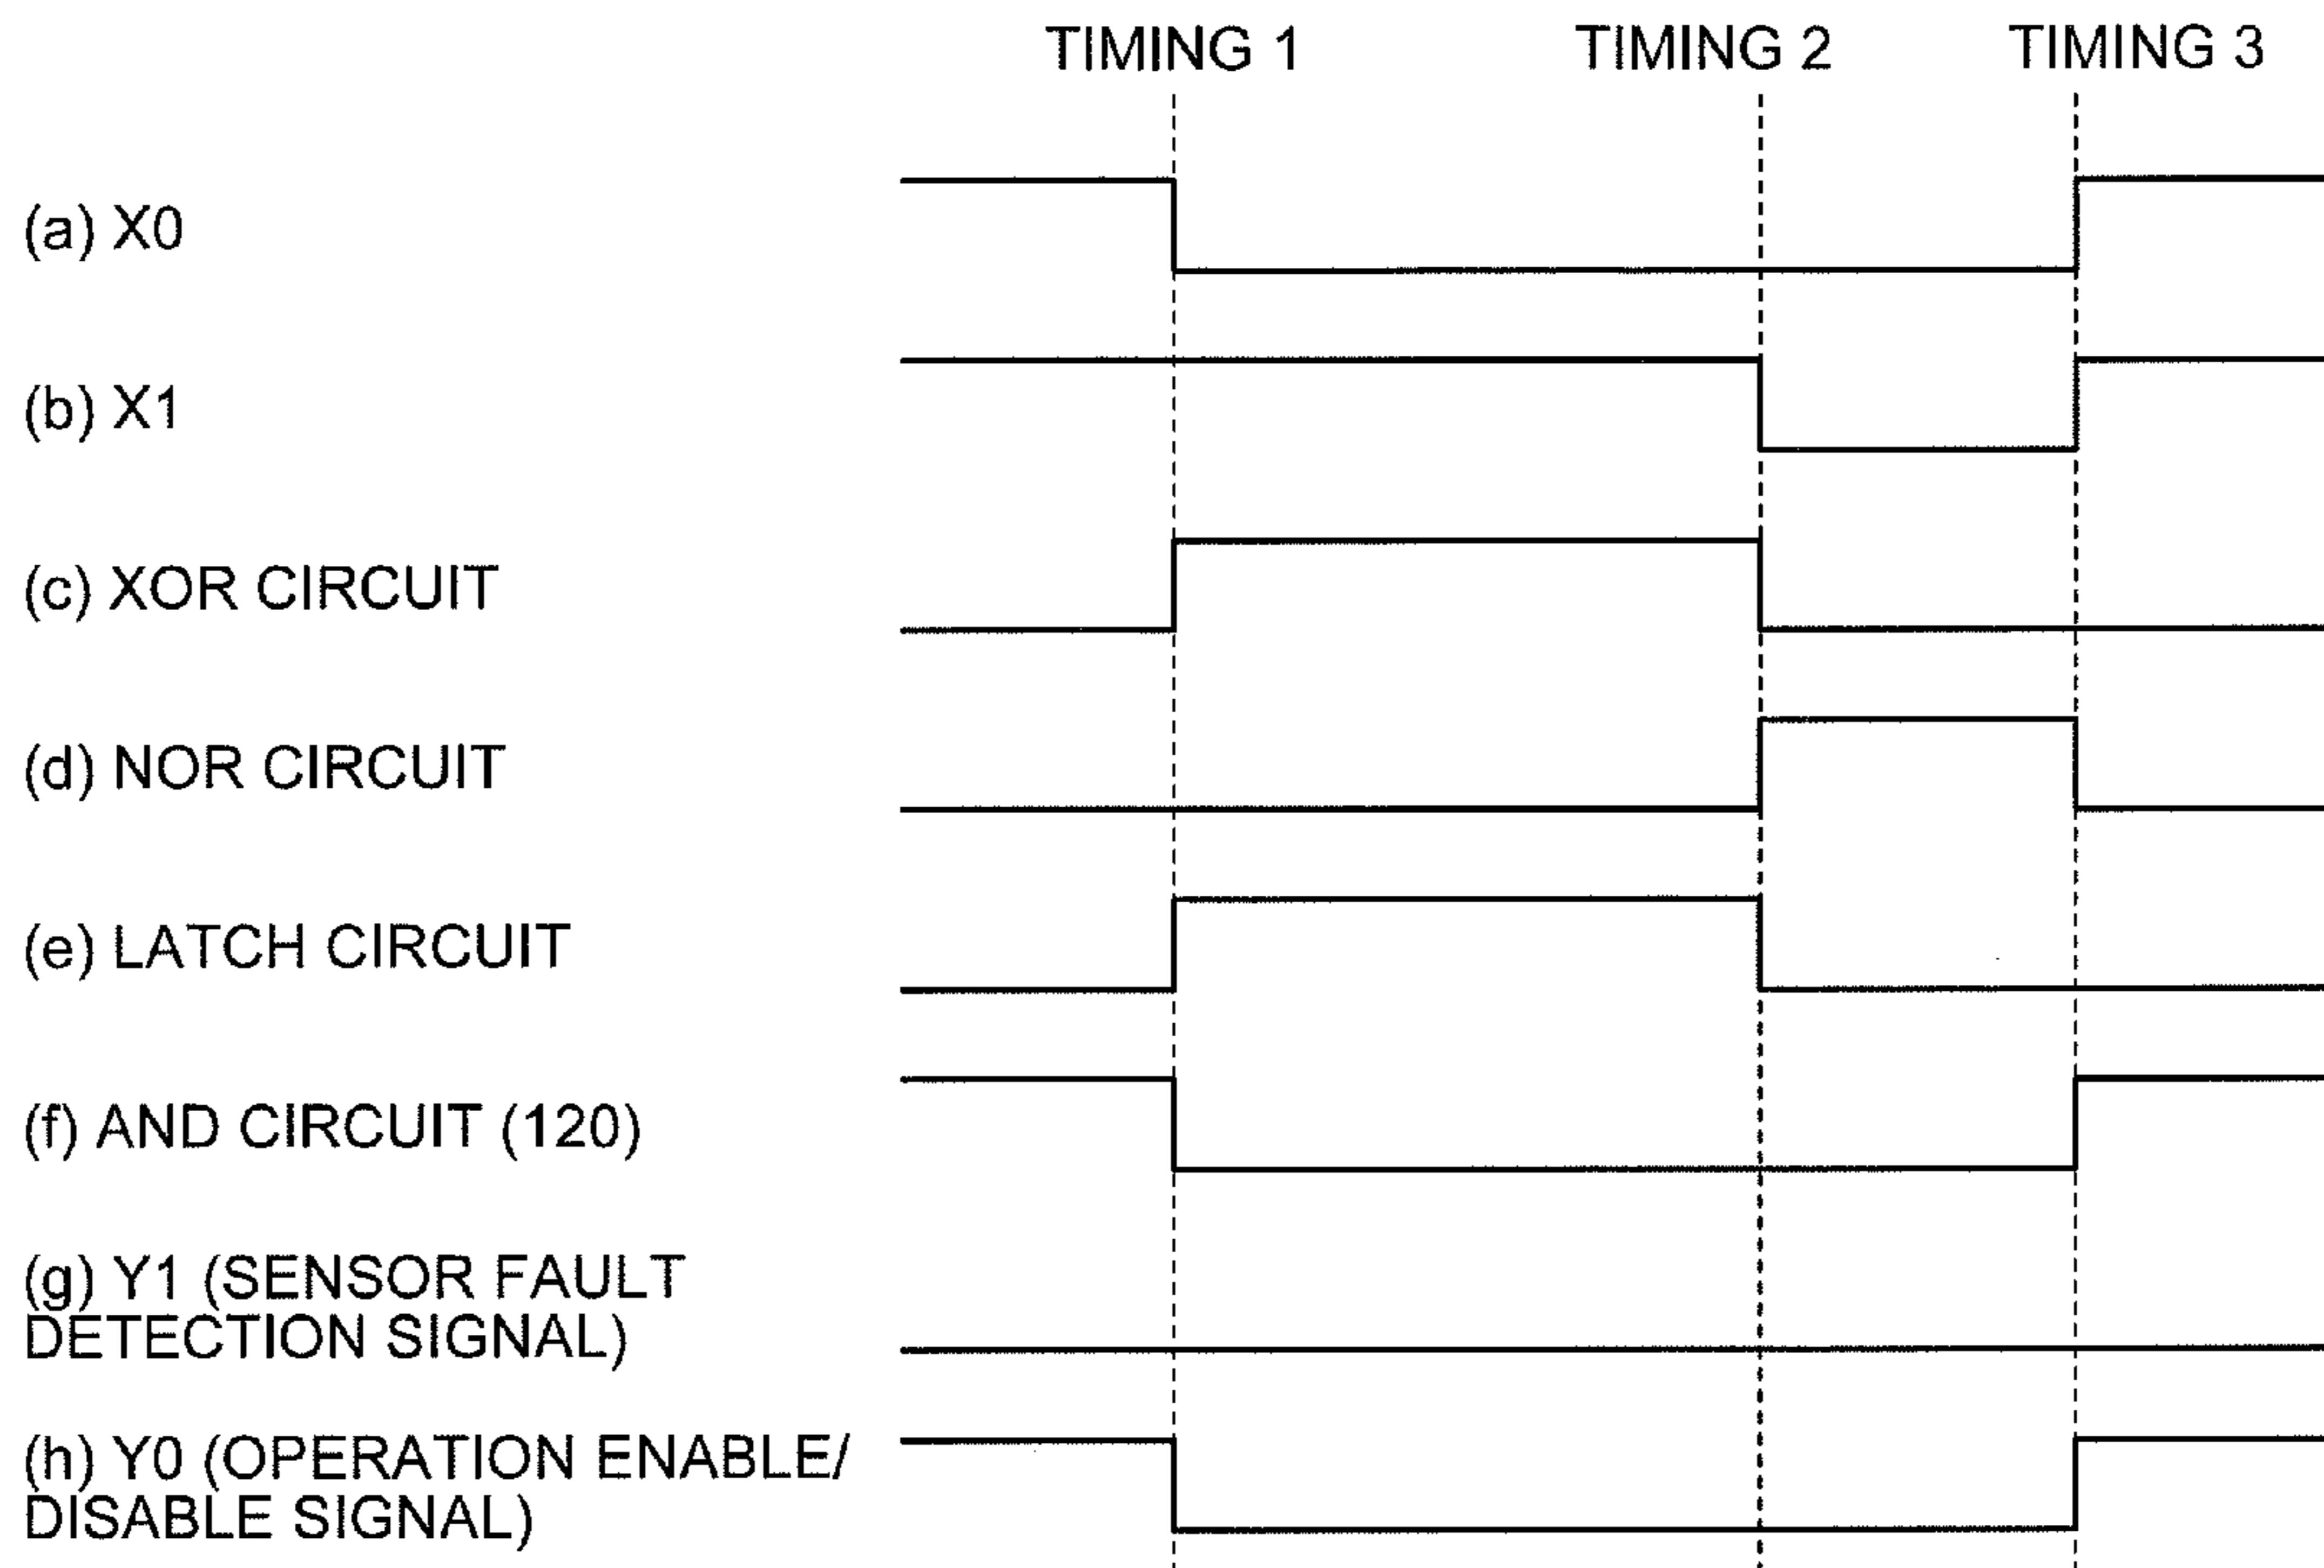 TIMING 1 TIMING 2 TIMING 3
(a) X0
(b) X1
(c) XOR CIRCUIT
(d) NOR CIRCUIT
(e) LATCH CIRCUIT
(f) AND CIRCUIT (120)
(g) Y1 (SENSOR FAULT
DETECTION SIGNAL)
(h) Y0 (OPERATION ENABLE/
DISABLE SIGNAL)